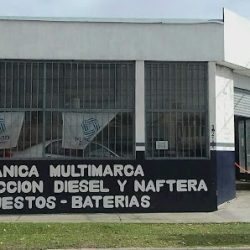 ANICA MULTIMARCA
CCION DIESEL Y NAFTERA
UESTOS - BATERIAS